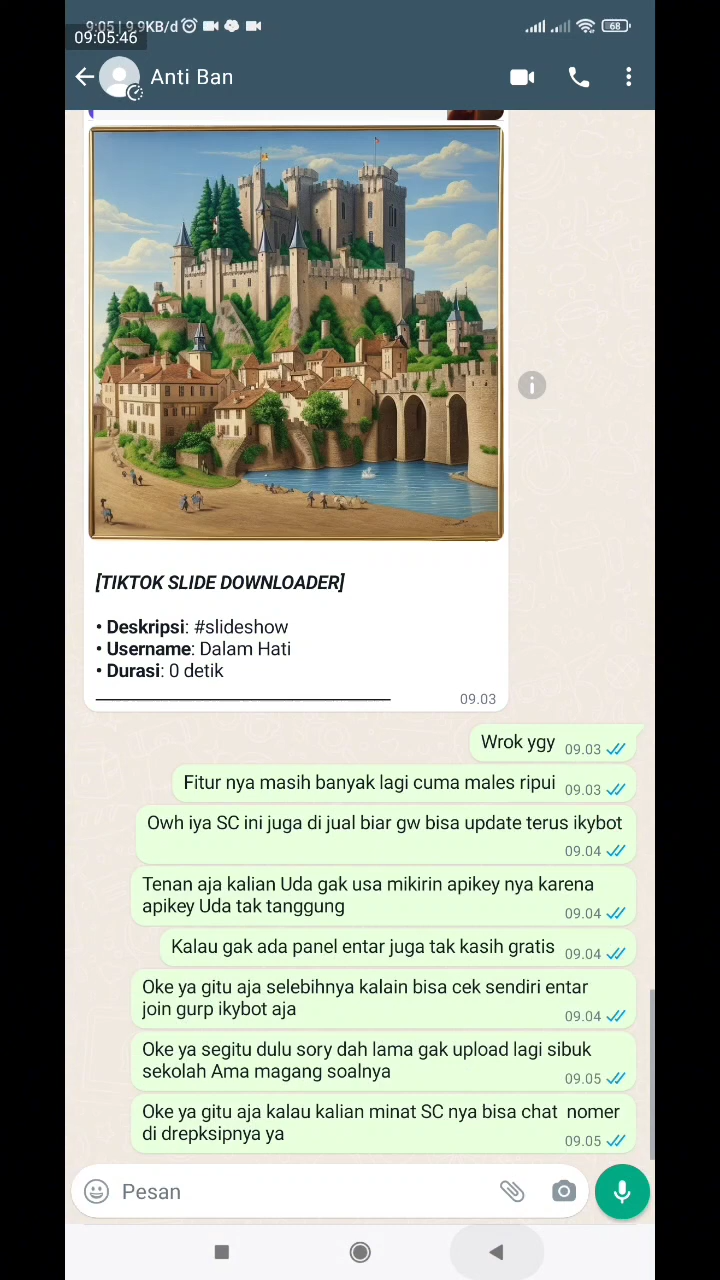 9:05 | 9,9KB/d
68
09:05:46
Anti Ban
[TIKTOK SLIDE DOWNLOADER]
• Deskripsi: #slideshow
• Username: Dalam Hati
• Durasi: 0 detik
09.03
Wrok ygy 09.03
Fitur nya masih banyak lagi cuma males ripui 09.03
Owh iya SC ini juga di jual biar gw bisa update terus ikybot
09.04
Tenan aja kalian Uda gak usa mikirin apikey nya karena
apikey Uda tak tanggung 09.04
Kalau gak ada panel entar juga tak kasih gratis 09.04
Oke ya gitu aja selebihnya kalain bisa cek sendiri entar
join gurp ikybot aja 09.04
Oke ya segitu dulu sory dah lama gak upload lagi sibuk
sekolah Ama magang soalnya 09.05
Oke ya gitu aja kalau kalian minat SC nya bisa chat nomer
di drepksipnya ya 09.05
Pesan